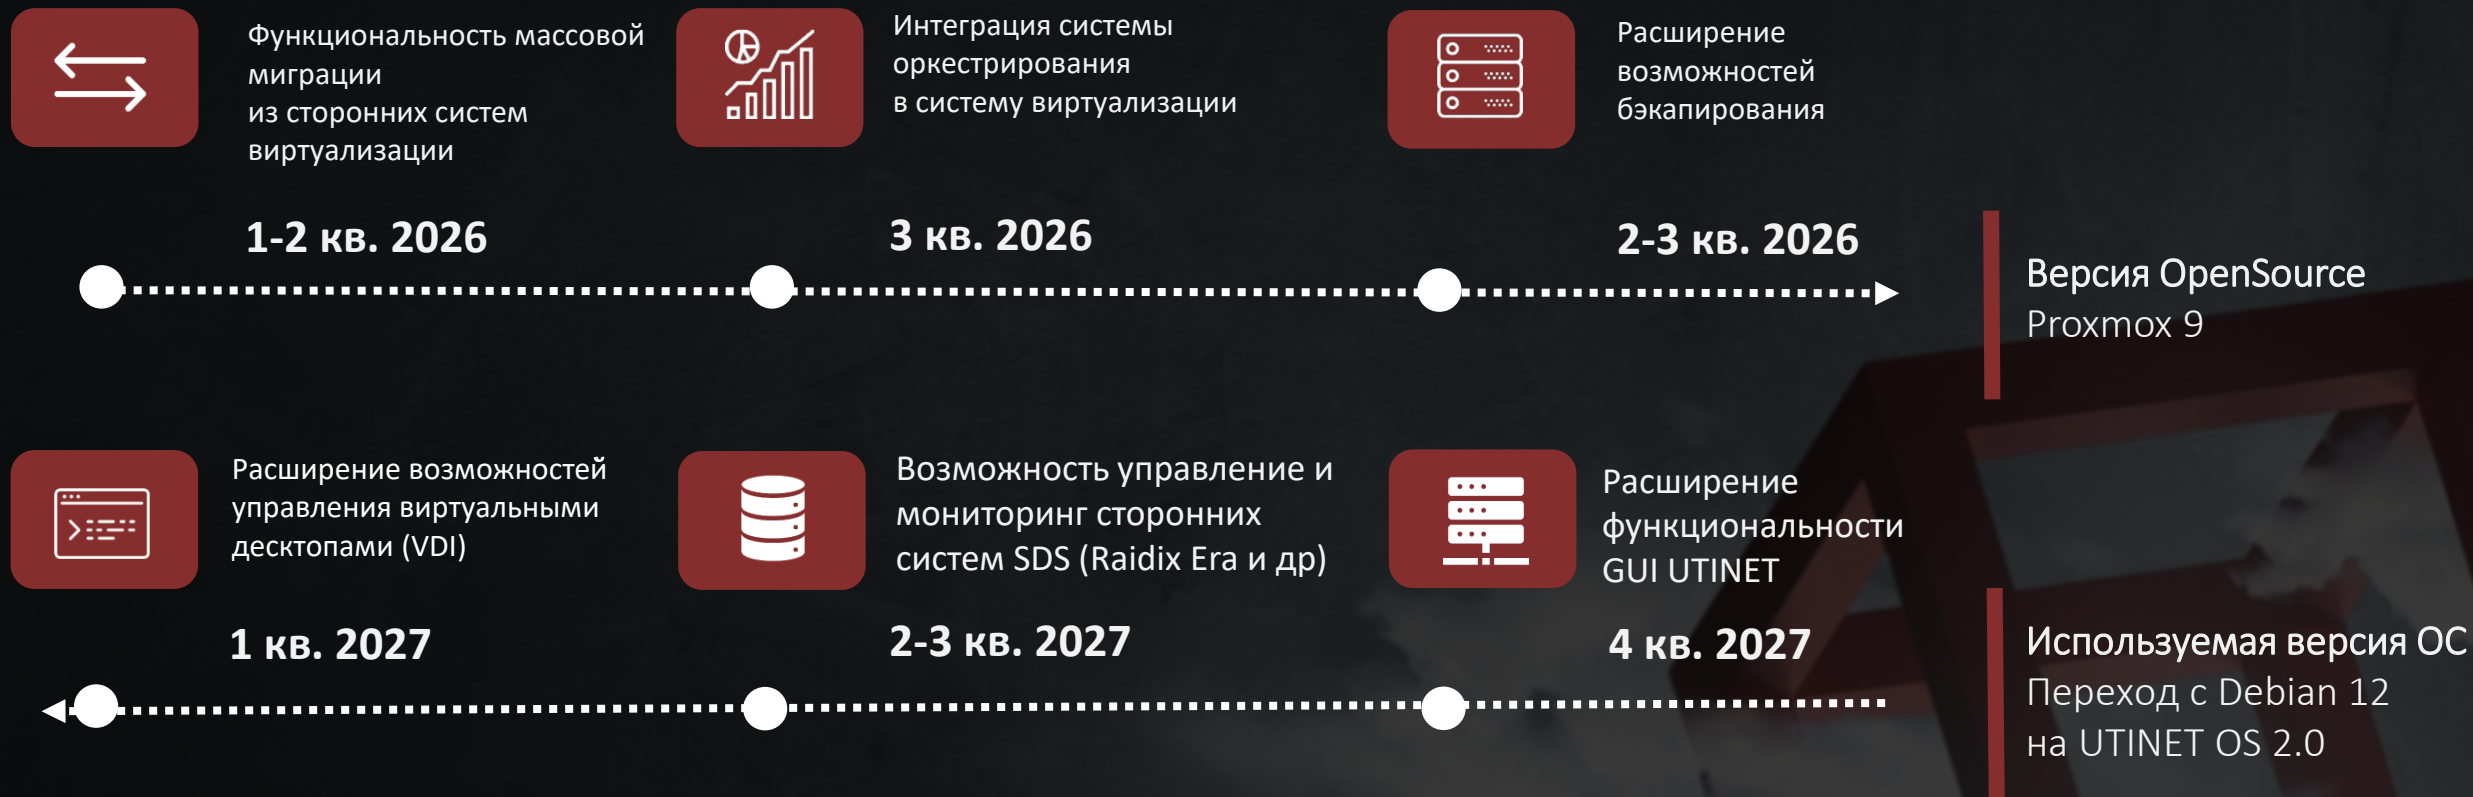 Функциональность массовой
миграции
из сторонних систем
виртуализации
1-2 кв. 2026
Интеграция системы
оркестрирования
в систему виртуализации
3 кв. 2026
Расширение
возможностей
бэкапирования
2-3 кв. 2026
Версия OpenSource
Proxmox 9
Расширение возможностей
управления виртуальными
десктопами (VDI)
1 кв. 2027
Возможность управление и
мониторинг сторонних
систем SDS (Raidix Era и др)
2-3 кв. 2027
Расширение
функциональности
GUI UTINET
4 кв. 2027
Используемая версия ОС
Переход с Debian 12
на UTINET OS 2.0